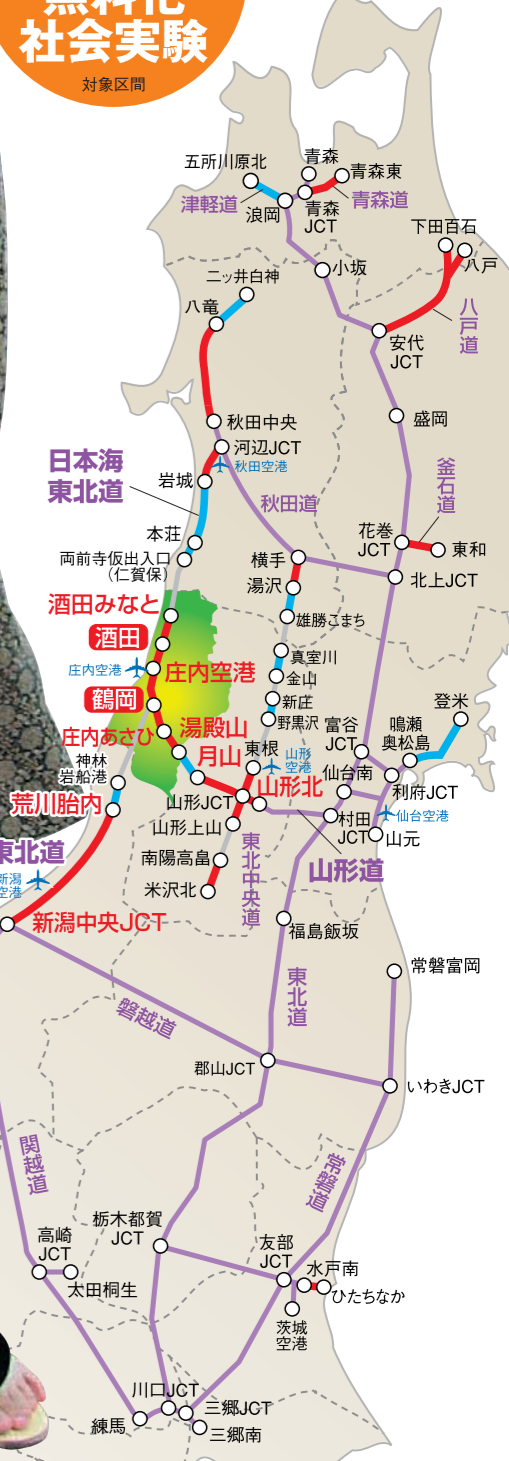 無料化
社会実験
対象区間
五所川原北
青森
青森東
津軽道
浪岡
青森
JCT
青森道
下田百石
八戸
小坂
二ッ井白神
八竜
八戸道
安代
JCT
秋田中央
盛岡
河辺JCT
秋田空港
日本海
東北道
岩城
秋田道
釜石道
本荘
花巻
JCT
東和
両前寺仮出入口
（仁賀保）
横手
北上JCT
湯沢
酒田みなと
雄勝こまち
酒田
真室川
庄内空港
庄内空港
金山
鶴岡
新庄
登米
野黒沢
庄内あさひ
湯殿山
富谷
JCT
鳴瀬
奥松島
月山
東根
山形
空港
神林
岩船港
仙台南
山形北
利府JCT
荒川胎内
山形JCT
仙台空港
村田
JCT
山元
山形上山
東北道
東北中央道
山形道
南陽高畠
新潟
空港
米沢北
新潟中央JCT
福島飯坂
常磐富岡
東北道
磐越道
郡山JCT
いわきJCT
関越道
常磐道
栃木都賀
JCT
高崎
JCT
友部
JCT
水戸南
太田桐生
ひたちなか
茨城
空港
川口JCT
三郷JCT
練馬
三郷南